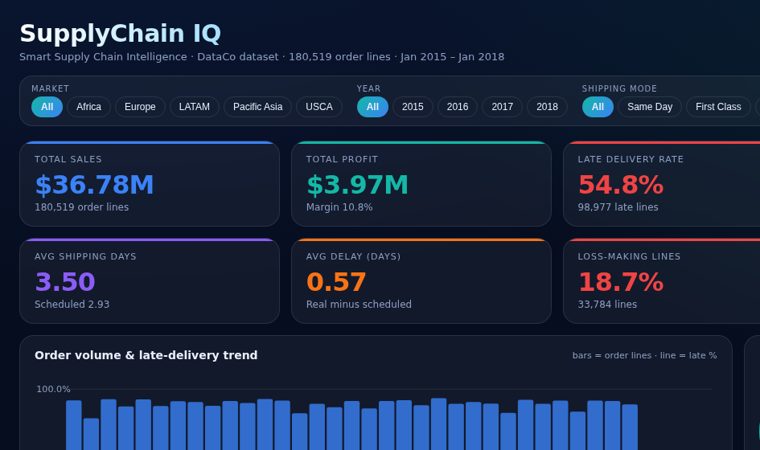 SupplyChain IQ
Smart Supply Chain Intelligence · DataCo dataset · 180,519 order lines · Jan 2015 – Jan 2018
MARKET
All Africa Europe LATAM Pacific Asia USCA
YEAR
All 2015 2016 2017 2018
SHIPPING MODE
All Same Day First Class
TOTAL SALES
$36.78M
180,519 order lines
TOTAL PROFIT
$3.97M
Margin 10.8%
LATE DELIVERY RATE
54.8%
98,977 late lines
AVG SHIPPING DAYS
3.50
Scheduled 2.93
AVG DELAY (DAYS)
0.57
Real minus scheduled
LOSS-MAKING LINES
18.7%
33,784 lines
Order volume & late-delivery trend
bars = order lines · line = late %
100.0%